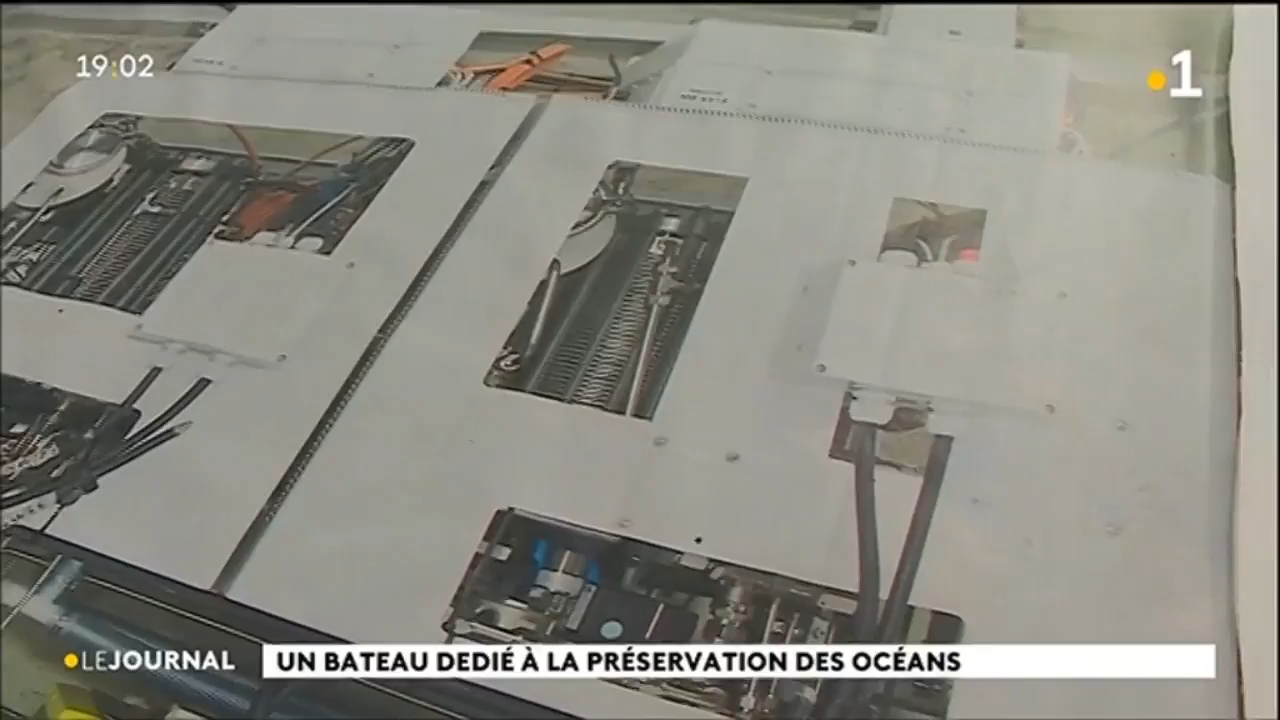 19:02
1
LE JOURNAL
UN BATEAU DEDIÉ À LA PRÉSERVATION DES OCÉANS